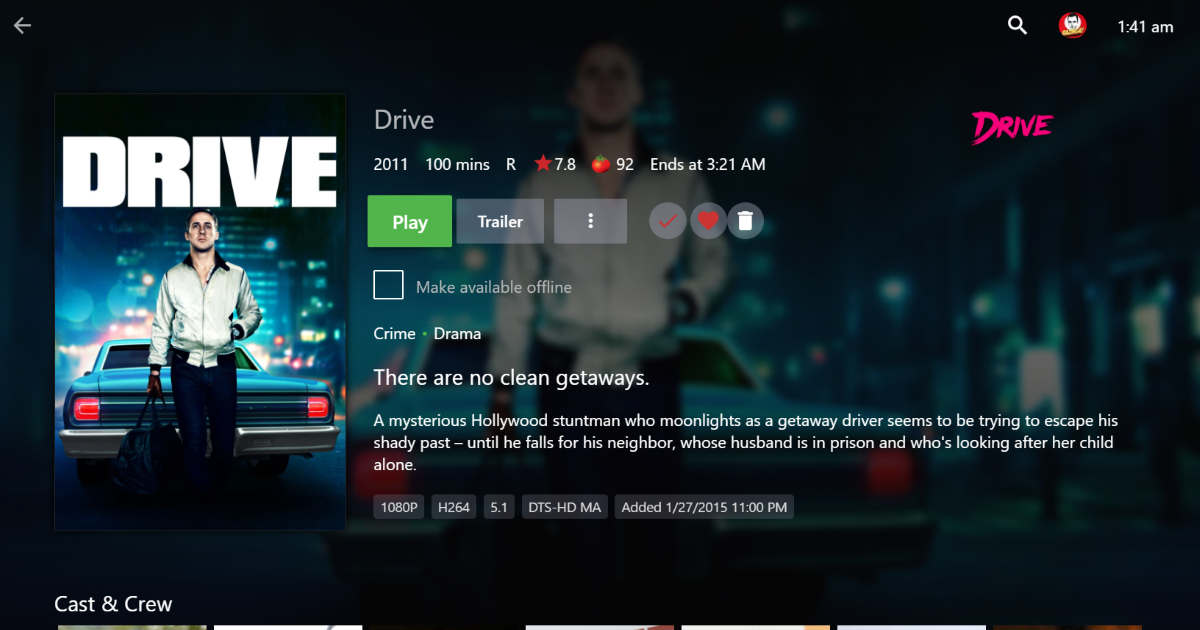 1:41 am
DRIVE
Drive
DRIVE
2011 100 mins R 7.8 92 Ends at 3:21 AM
Play Trailer
Make available offline
Crime • Drama
There are no clean getaways.
A mysterious Hollywood stuntman who moonlights as a getaway driver seems to be trying to escape his
shady past – until he falls for his neighbor, whose husband is in prison and who's looking after her child
alone.
1080P H264 5.1 DTS-HD MA Added 1/27/2015 11:00 PM
Cast & Crew